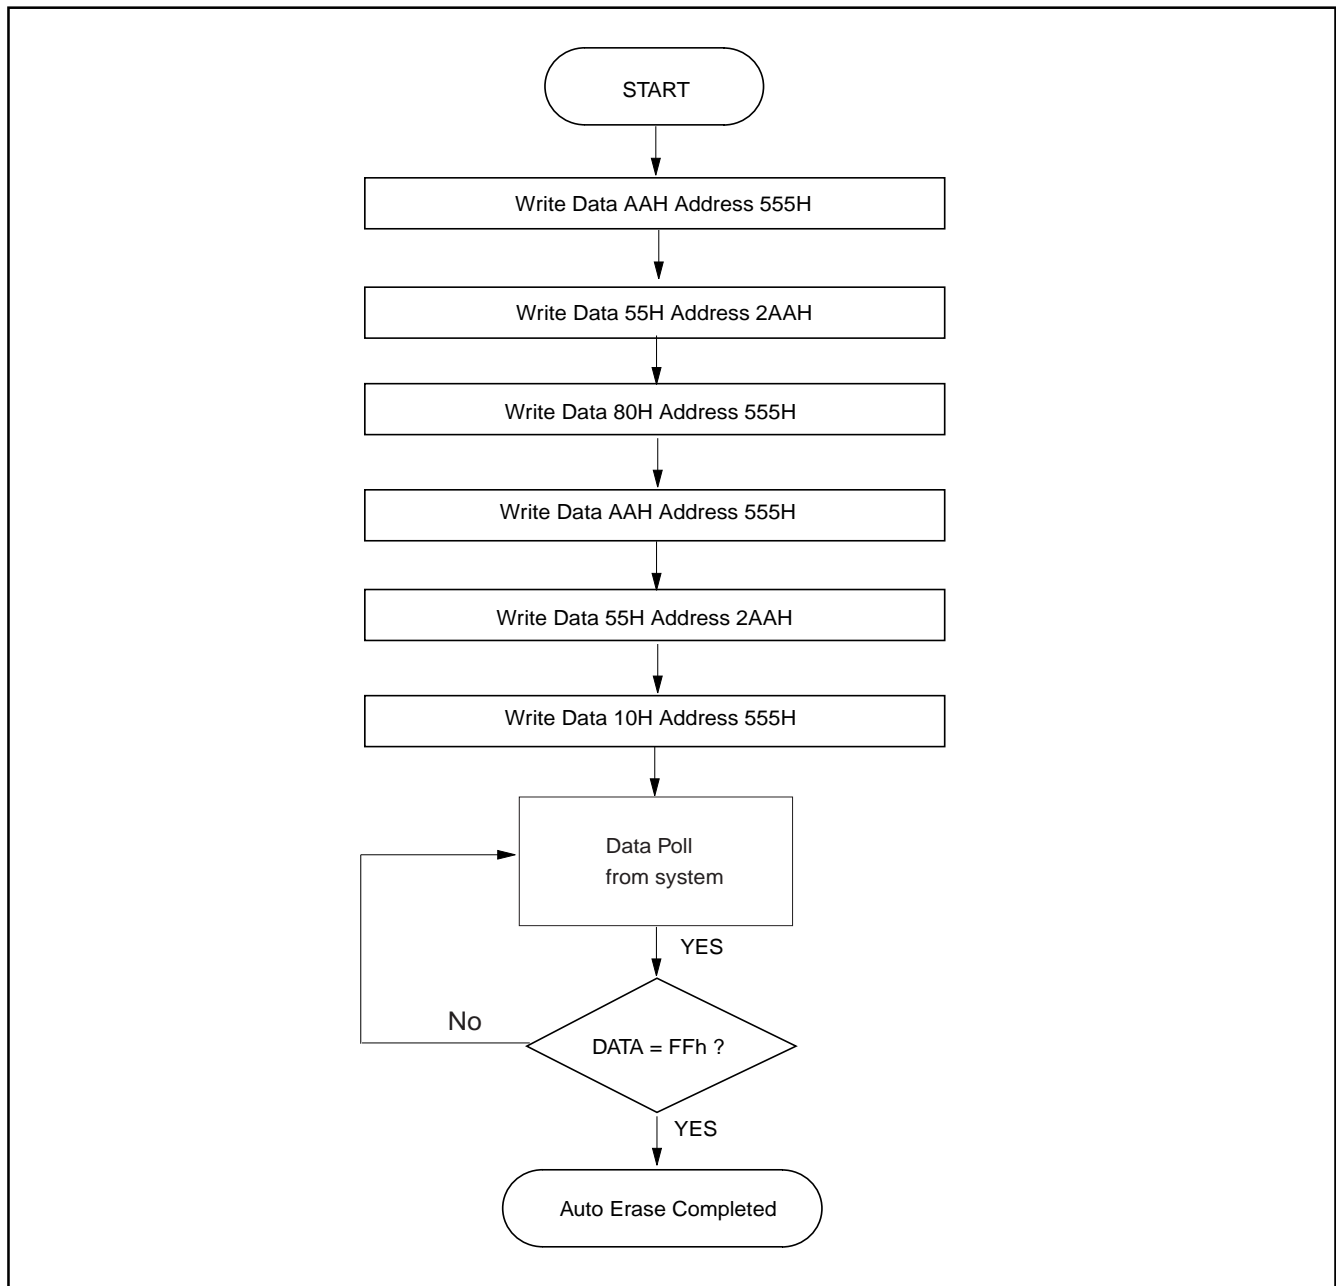 START
Write Data AAH Address 555H
Write Data 55H Address 2AAH
Write Data 80H Address 555H
Write Data AAH Address 555H
Write Data 55H Address 2AAH
Write Data 10H Address 555H
Data Poll
from system
YES
No
DATA = FFh ?
YES
Auto Erase Completed